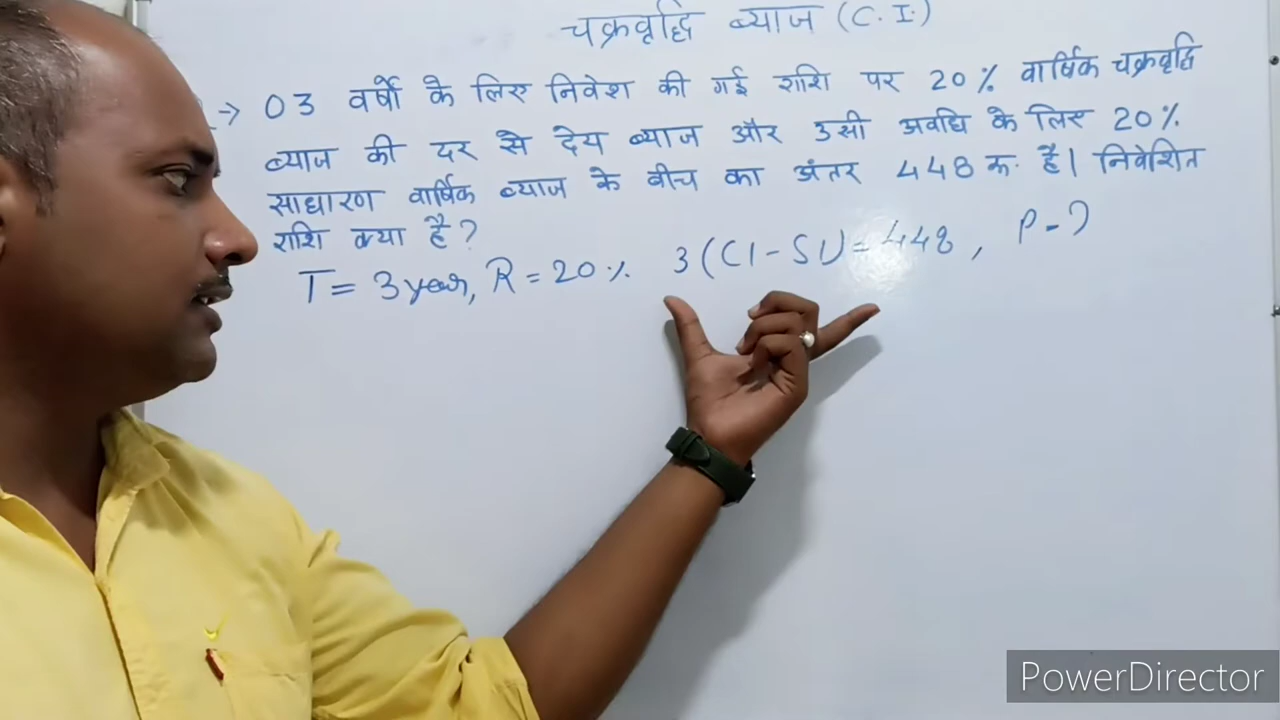 चक्रवृद्धि ब्याज (C.I.)
→ 03 वर्षो के लिए निवेश की गई राशि पर 20% वार्षिक चक्रवृद्धि
ब्याज की दर से देय ब्याज और उसी अवधि के लिए 20%
साधारण वार्षिक ब्याज के बीच का अंतर 448 रू. है। निवेशित
राशि क्या है?
T = 3 year, R = 20% 3(CI - SI) = 448, P - ?
PowerDirector